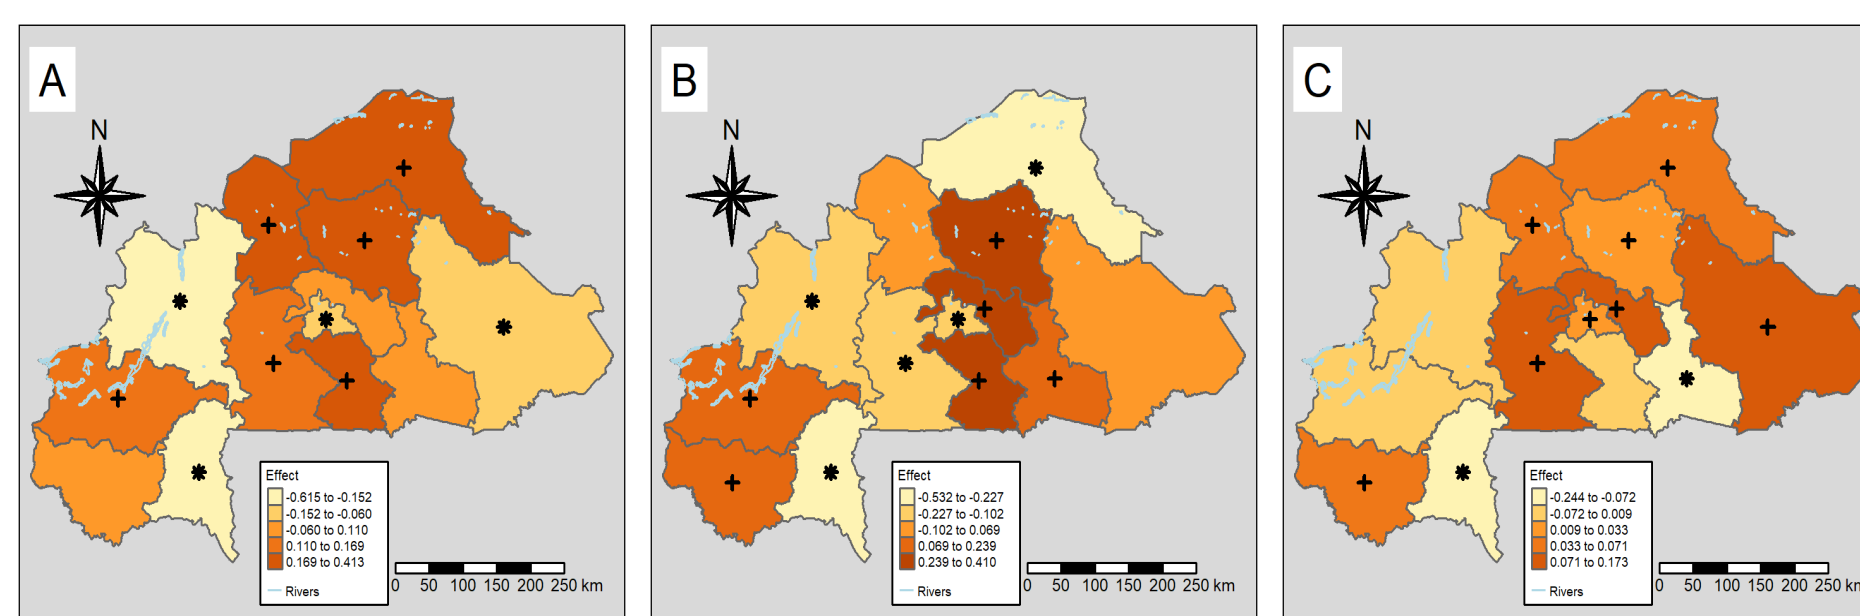 A
N
Effect
-0.615 to -0.152
-0.152 to -0.060
-0.060 to 0.110
0.110 to 0.169
0.169 to 0.413
Rivers
0 50 100 150 200 250 km
B
N
Effect
-0.532 to -0.227
-0.227 to -0.102
-0.102 to 0.069
0.069 to 0.239
0.239 to 0.410
Rivers
0 50 100 150 200 250 km
C
N
Effect
-0.244 to -0.072
-0.072 to 0.009
0.009 to 0.033
0.033 to 0.071
0.071 to 0.173
Rivers
0 50 100 150 200 250